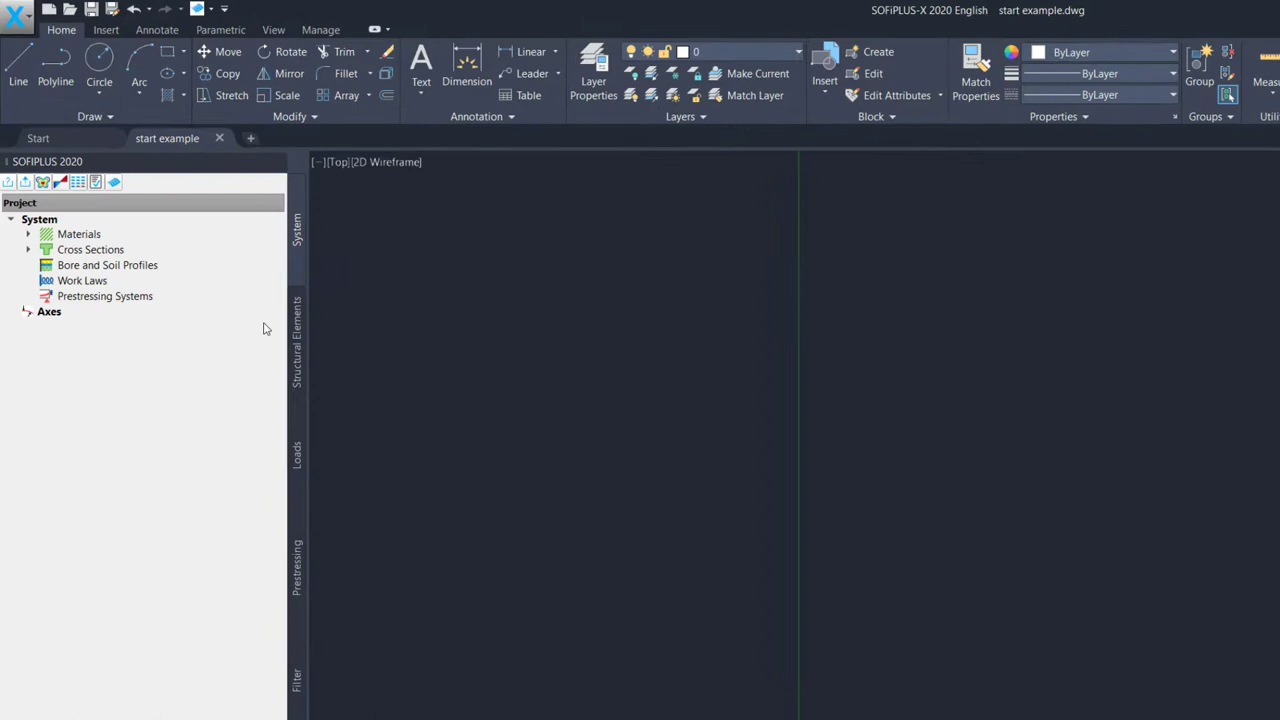 SOFiPLUS-X 2020 English start example.dwg
Home Insert Annotate Parametric View Manage
Line Polyline Circle Arc
Move Rotate Trim
Copy Mirror Fillet
Stretch Scale Array
Text Dimension
Linear
Leader
Table
Layer
Properties
0
Make Current
Match Layer
Insert
Create
Edit
Edit Attributes
Match
Properties
ByLayer
ByLayer
ByLayer
Group
Draw Modify Annotation Layers Block Properties Groups
Start start example
SOFIPLUS 2020
Project
System
Materials
Cross Sections
Bore and Soil Profiles
Work Laws
Prestressing Systems
Axes
System
Structural Elements
Loads
Prestressing
Filter
[−][Top][2D Wireframe]